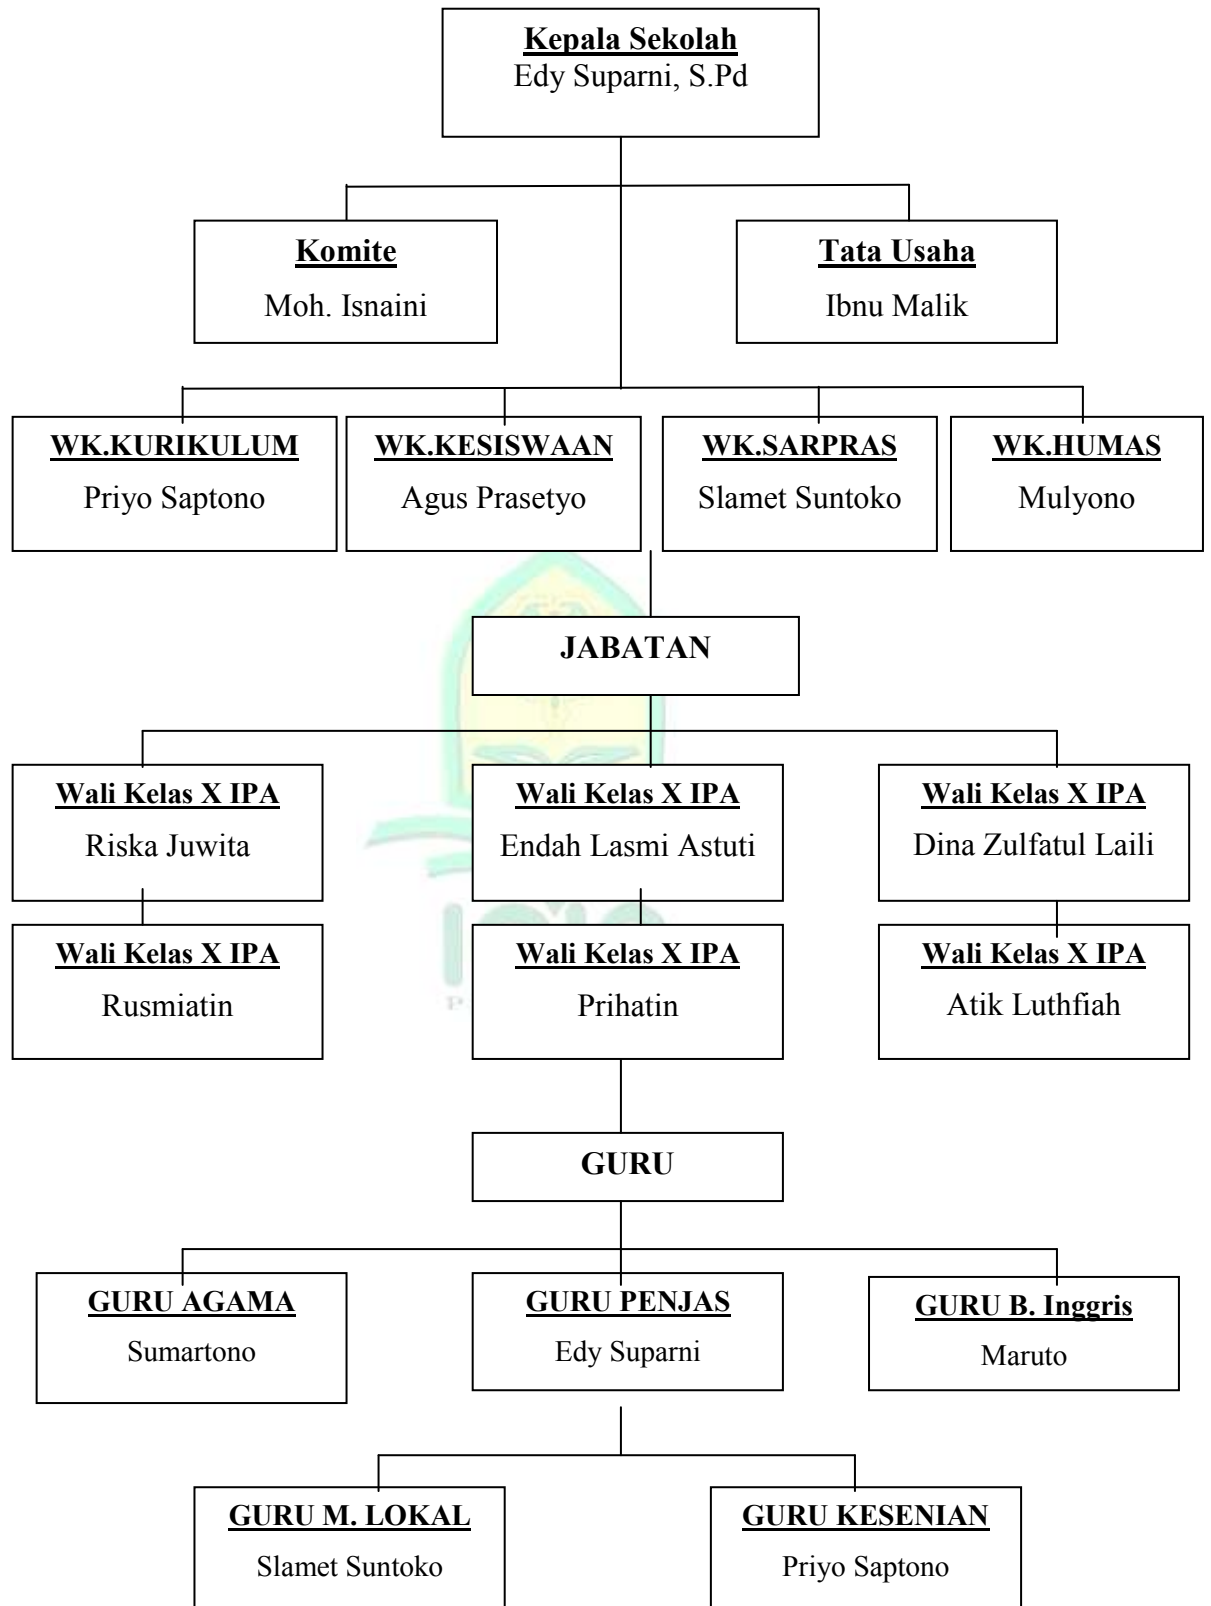 Kepala Sekolah
Edy Suparni, S.Pd
Komite
Moh. Isnaini
Tata Usaha
Ibnu Malik
WK.KURIKULUM
Priyo Saptono
WK.KESISWAAN
Agus Prasetyo
WK.SARPRAS
Slamet Suntoko
WK.HUMAS
Mulyono
JABATAN
Wali Kelas X IPA
Riska Juwita
Wali Kelas X IPA
Endah Lasmi Astuti
Wali Kelas X IPA
Dina Zulfatul Laili
Wali Kelas X IPA
Rusmiatin
Wali Kelas X IPA
Prihatin
Wali Kelas X IPA
Atik Luthfiah
GURU
GURU AGAMA
Sumartono
GURU PENJAS
Edy Suparni
GURU B. Inggris
Maruto
GURU M. LOKAL
Slamet Suntoko
GURU KESENIAN
Priyo Saptono